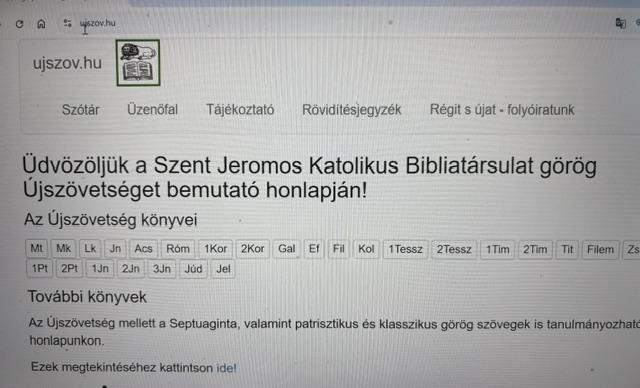 ujszov.hu
ujszov.hu
Szótár Üzenőfal Tájékoztató Rövidítésjegyzék Régit s újat - folyóiratunk
Üdvözöljük a Szent Jeromos Katolikus Bibliatársulat görög
Újszövetséget bemutató honlapján!
Az Újszövetség könyvei
Mt Mk Lk Jn Acs Róm 1Kor 2Kor Gal Ef Fil Kol 1Tessz 2Tessz 1Tim 2Tim Tit Filem Zs
1Pt 2Pt 1Jn 2Jn 3Jn Júd Jel
További könyvek
Az Újszövetség mellett a Septuaginta, valamint patrisztikus és klasszikus görög szövegek is tanulmányozható
honlapunkon.
Ezek megtekintéséhez kattintson ide!